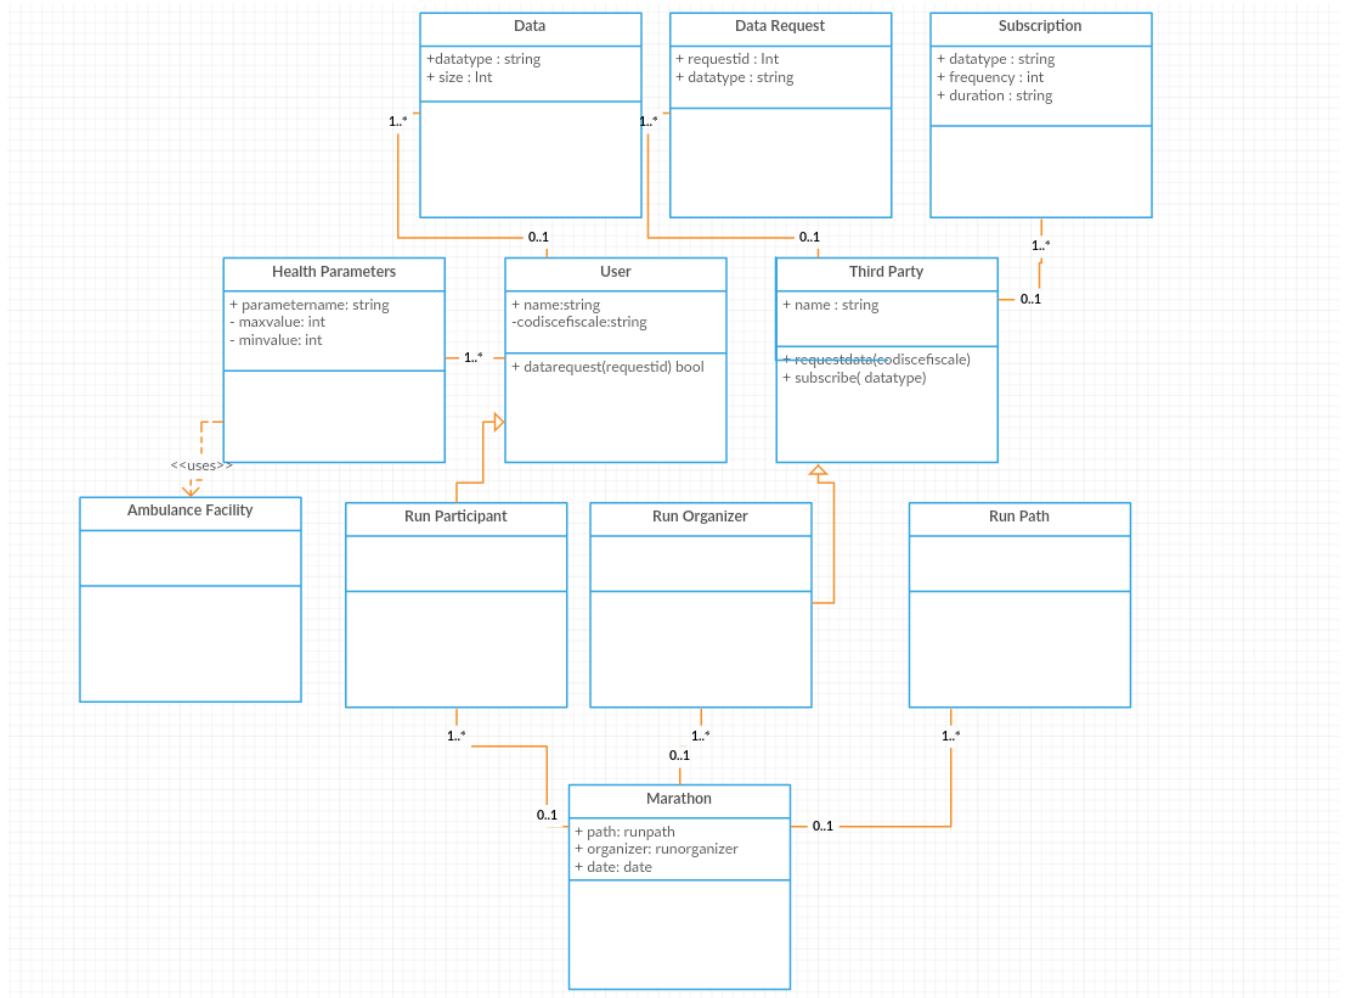 Data
+datatype : string
+ size : Int
Data Request
+ requestid : Int
+ datatype : string
Subscription
+ datatype : string
+ frequency : int
+ duration : string
1..*
1..*
0..1
0..1
1..*
Health Parameters
+ parametername: string
- maxvalue: int
- minvalue: int
1..*
User
+ name:string
-codiscefiscale:string
+ datarequest(requestid) bool
Third Party
+ name : string
+ requestdata(codiscefiscale)
+ subscribe( datatype)
0..1
<<uses>>
Ambulance Facility
Run Participant
Run Organizer
Run Path
1..*
1..*
1..*
0..1
0..1
0..1
Marathon
+ path: runpath
+ organizer: runorganizer
+ date: date